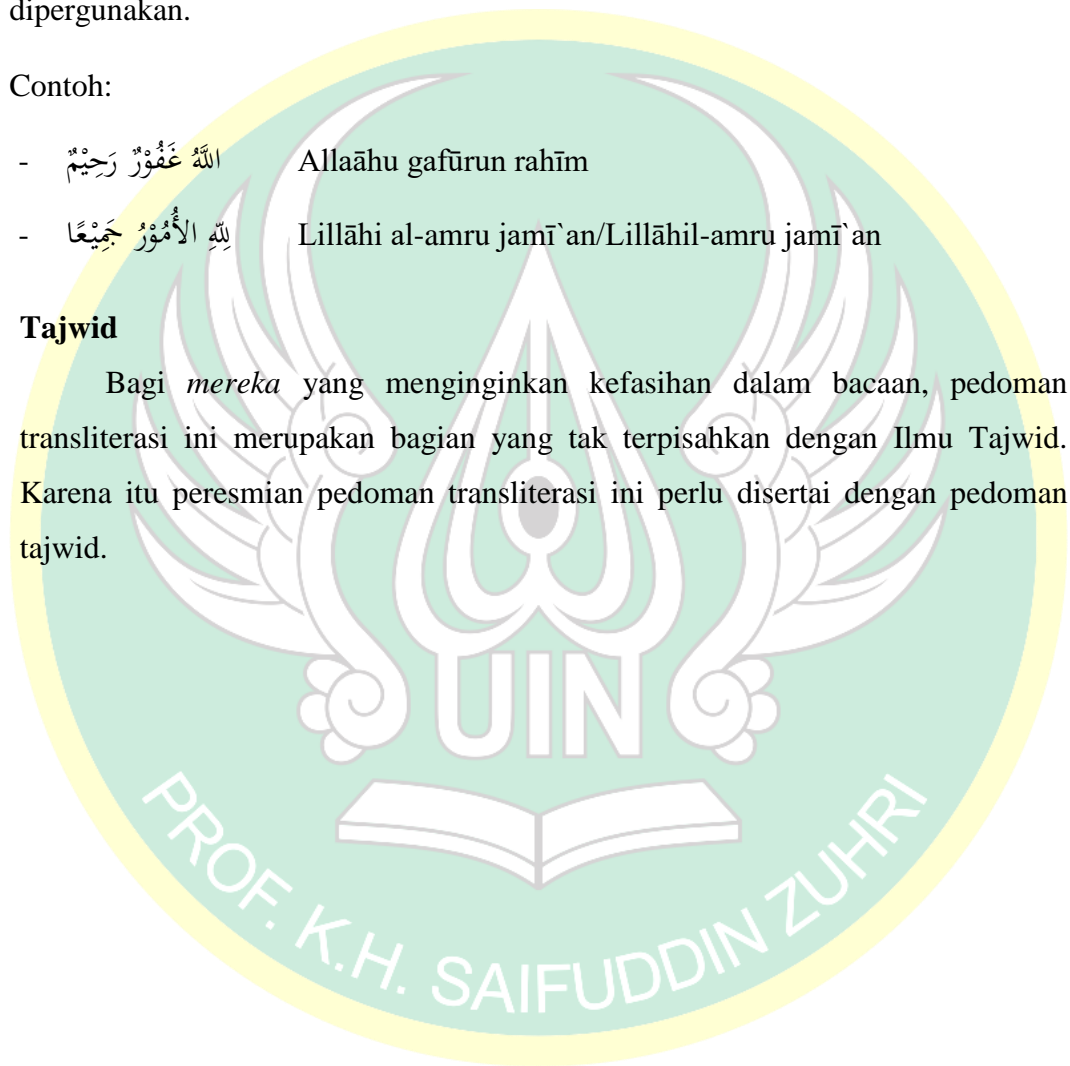 dipergunakan.
Contoh:
- اللَّهُ غَفُوْرٌ رَحِيْمٌ Allaāhu gafūrun rahīm
- لِلّهِ الأُمُوْرُ جَمِيْعًا Lillāhi al-amru jamī`an/Lillāhil-amru jamī`an
Tajwid
Bagi mereka yang menginginkan kefasihan dalam bacaan, pedoman
transliterasi ini merupakan bagian yang tak terpisahkan dengan Ilmu Tajwid.
Karena itu peresmian pedoman transliterasi ini perlu disertai dengan pedoman
tajwid.
UIN
PROF. K.H. SAIFUDDIN ZUHRI